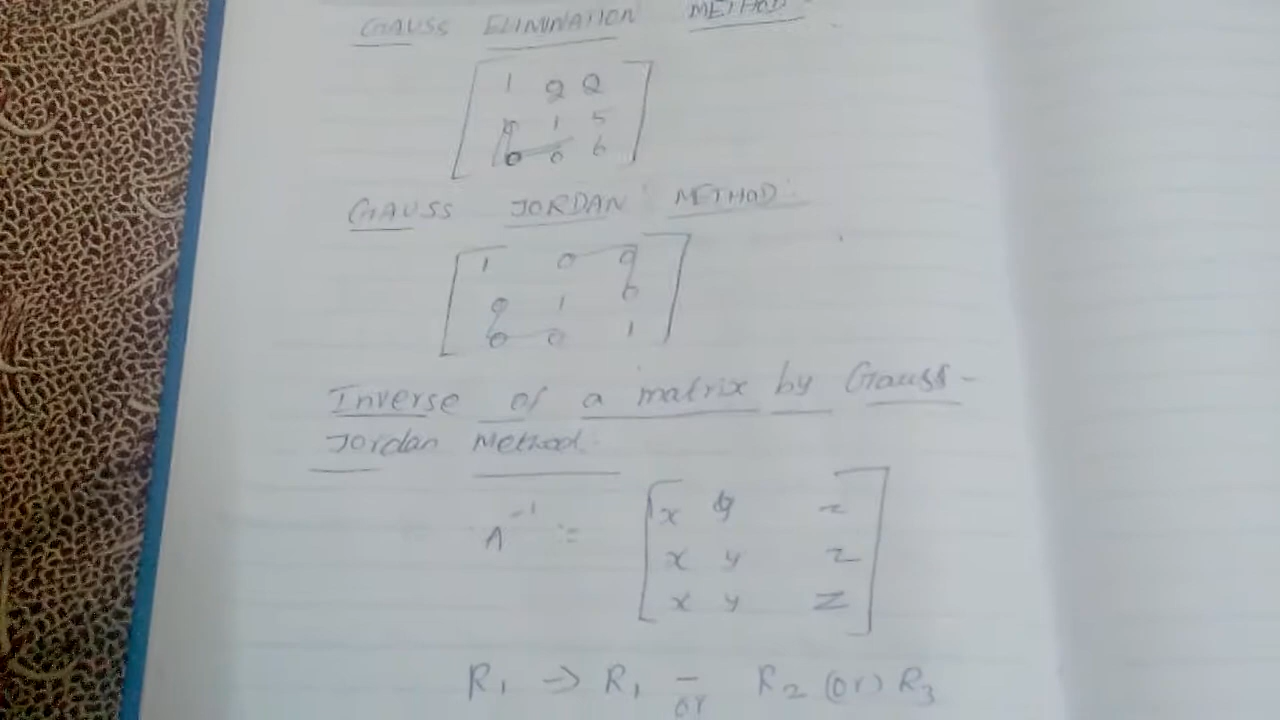 GAUSS ELIMINATION METHOD
1 2 2
0 1 5
0 0 6
GAUSS JORDAN METHOD:
1 0 0
0 1 0
0 0 1
Inverse of a matrix by Gauss-
Jordan Method.
A⁻¹ :=
x y z
x y z
x y z
R₁ → R₁ - or R₂ (or) R₃